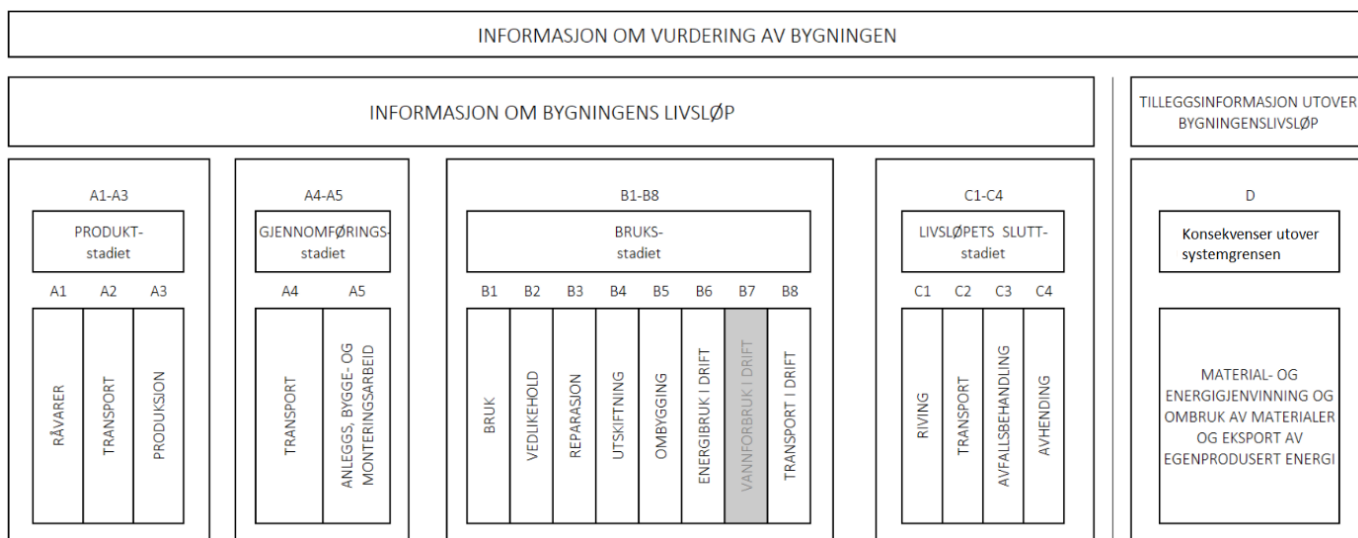 INFORMASJON OM VURDERING AV BYGNINGEN
INFORMASJON OM BYGNINGENS LIVSLØP
TILLEGGSINFORMASJON UTOVER
BYGNINGENSLIVSLØP
A1-A3
PRODUKT-
stadiet
A1
A2
A3
RÅVARER
TRANSPORT
PRODUKSJON
A4-A5
GJENNOMFØRINGS-
stadiet
A4
A5
TRANSPORT
ANLEGGS, BYGGE- OG
MONTERINGSARBEID
B1-B8
BRUKS-
stadiet
B1
B2
B3
B4
B5
B6
B7
B8
BRUK
VEDLIKEHOLD
REPARASJON
UTSKIFTNING
OMBYGGING
ENERGIBRUK I DRIFT
VANNFORBRUK I DRIFT
TRANSPORT I DRIFT
C1-C4
LIVSLØPETS SLUTT-
stadiet
C1
C2
C3
C4
RIVING
TRANSPORT
AVFALLSBEHANDLING
AVHENDING
D
Konsekvenser utover
systemgrensen
MATERIAL- OG
ENERGIGJENVINNING OG
OMBRUK AV MATERIALER
OG EKSPORT AV
EGENPRODUSERT ENERGI